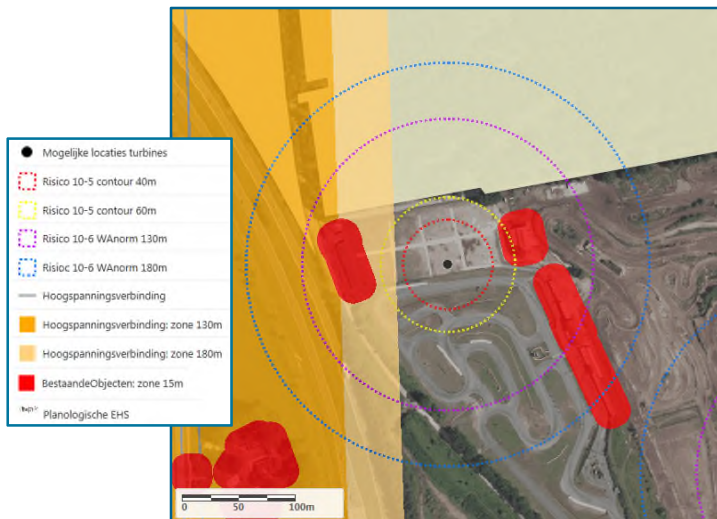 Mogelijke locaties turbines
Risico 10-5 contour 40m
Risico 10-5 contour 60m
Risico 10-6 WAnorm 130m
Risioc 10-6 WAnorm 180m
Hoogspanningsverbinding
Hoogspanningsverbinding: zone 130m
Hoogspanningsverbinding: zone 180m
BestaandeObjecten: zone 15m
Planologische EHS
0 50 100m